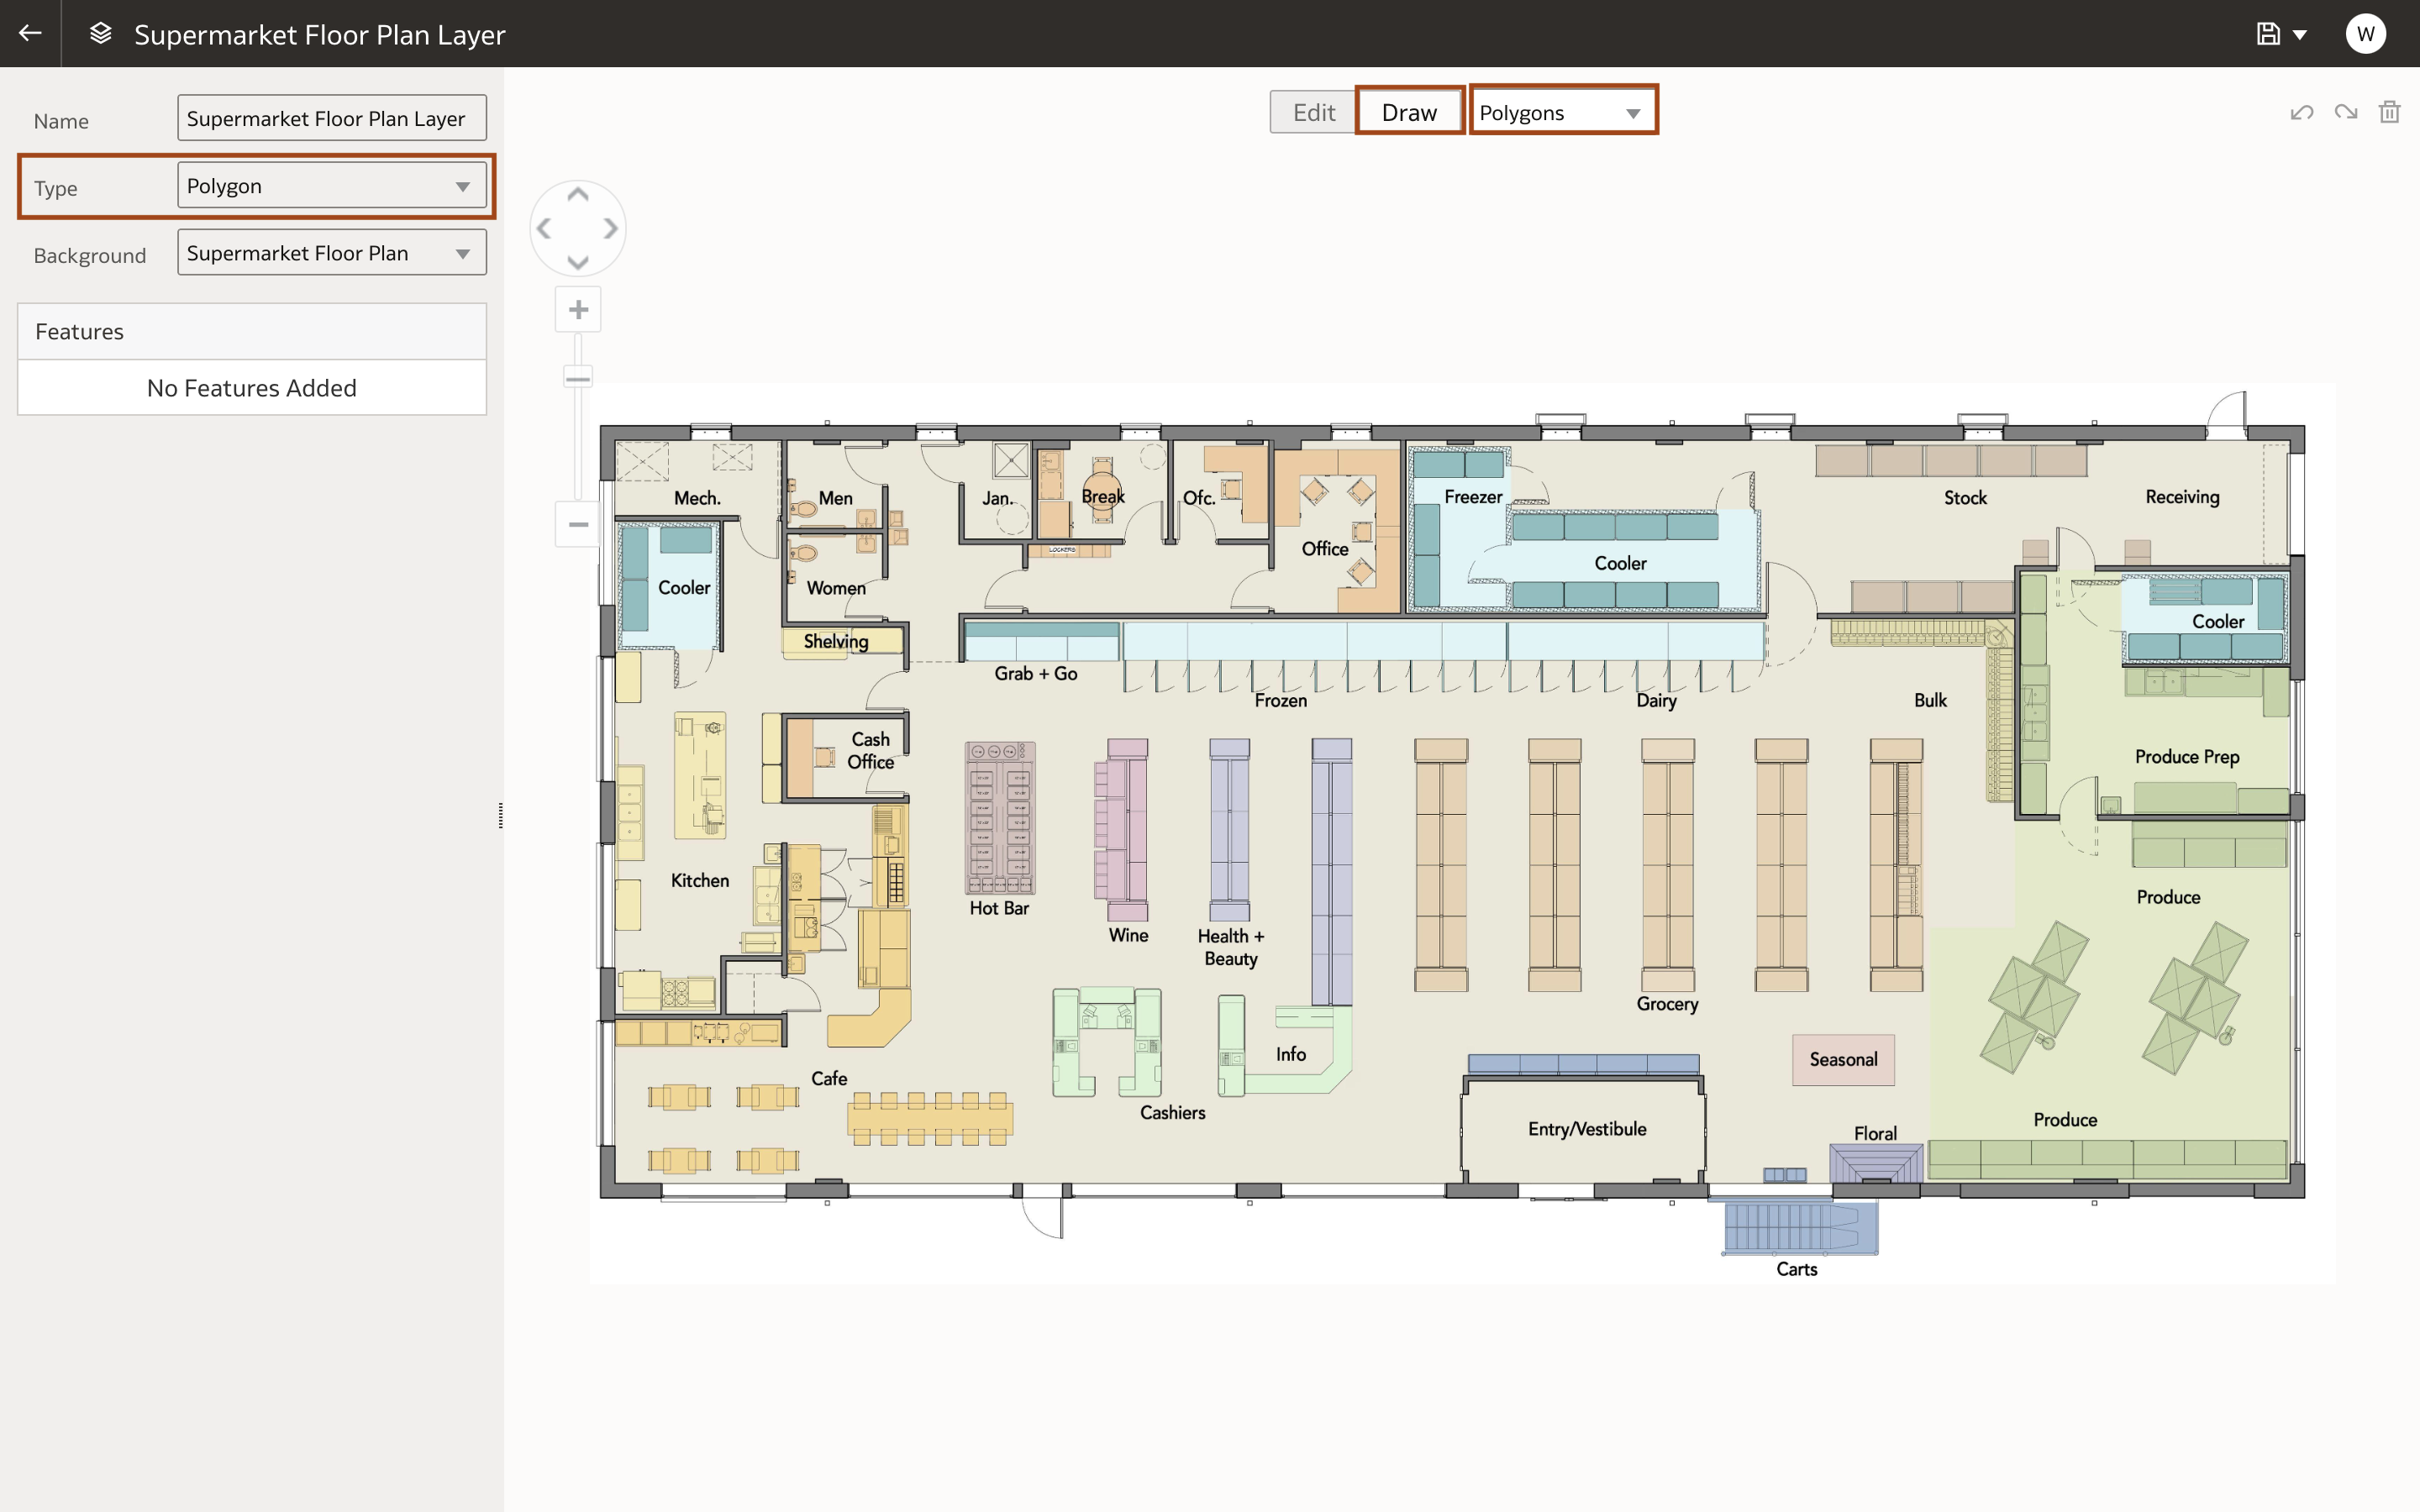 Supermarket Floor Plan Layer
W
Name
Supermarket Floor Plan Layer
Type
Polygon
Background
Supermarket Floor Plan
Features
No Features Added
Edit
Draw
Polygons
Mech.
Men
Jan.
Break
Ofc.
Freezer
Stock
Receiving
LOCKERS
Office
Cooler
Cooler
Women
Cooler
Shelving
Grab + Go
Frozen
Dairy
Bulk
Cash
Office
Produce Prep
Kitchen
Produce
Hot Bar
Wine
Health +
Beauty
Grocery
Info
Seasonal
Cafe
Cashiers
Entry/Vestibule
Floral
Produce
Carts